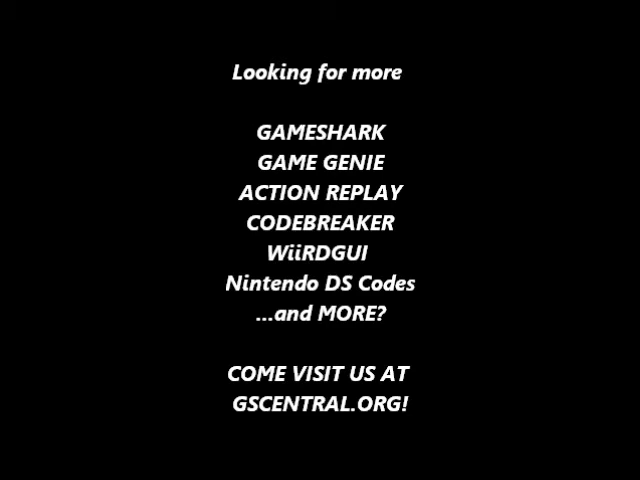 Looking for more
GAMESHARK
GAME GENIE
ACTION REPLAY
CODEBREAKER
WiiRDGUI
Nintendo DS Codes
...and MORE?
COME VISIT US AT
GSCENTRAL.ORG!